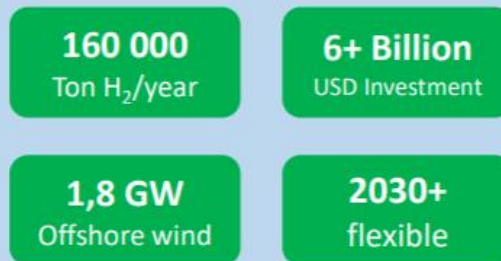 160 000
Ton H₂/year
6+ Billion
USD Investment
1,8 GW
Offshore wind
2030+
flexible